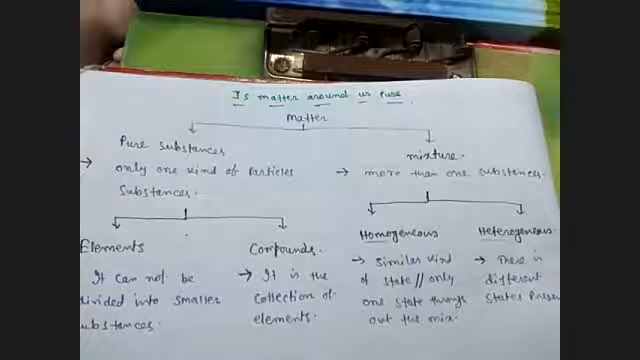 Is matter around us Pure.
matter
Pure substances
only one kind of Particles
Substances.
mixture.
more than one substances.
Elements
It can not be
divided into smaller
substances.
Compounds.
It is the
collection of
elements.
Homogeneous
Similar kind
of state // only
one state through
out the mix.
Heterogeneous
There is
different
states Presen